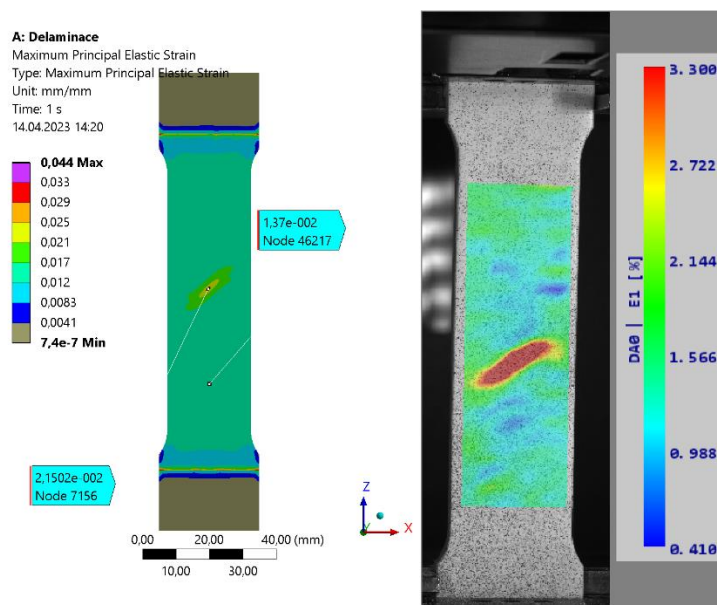 A: Delaminace
Maximum Principal Elastic Strain
Type: Maximum Principal Elastic Strain
Unit: mm/mm
Time: 1 s
14.04.2023 14:20
0,044 Max
0,033
0,029
0,025
0,021
0,017
0,012
0,0083
0,0041
7,4e-7 Min
1,37e-002
Node 46217
2,1502e-002
Node 7156
0,00 20,00 40,00 (mm)
10,00 30,00
Z
Y
X
3.300
2.722
2.144
1.566
0.988
0.410
DA0 | E1 [%]